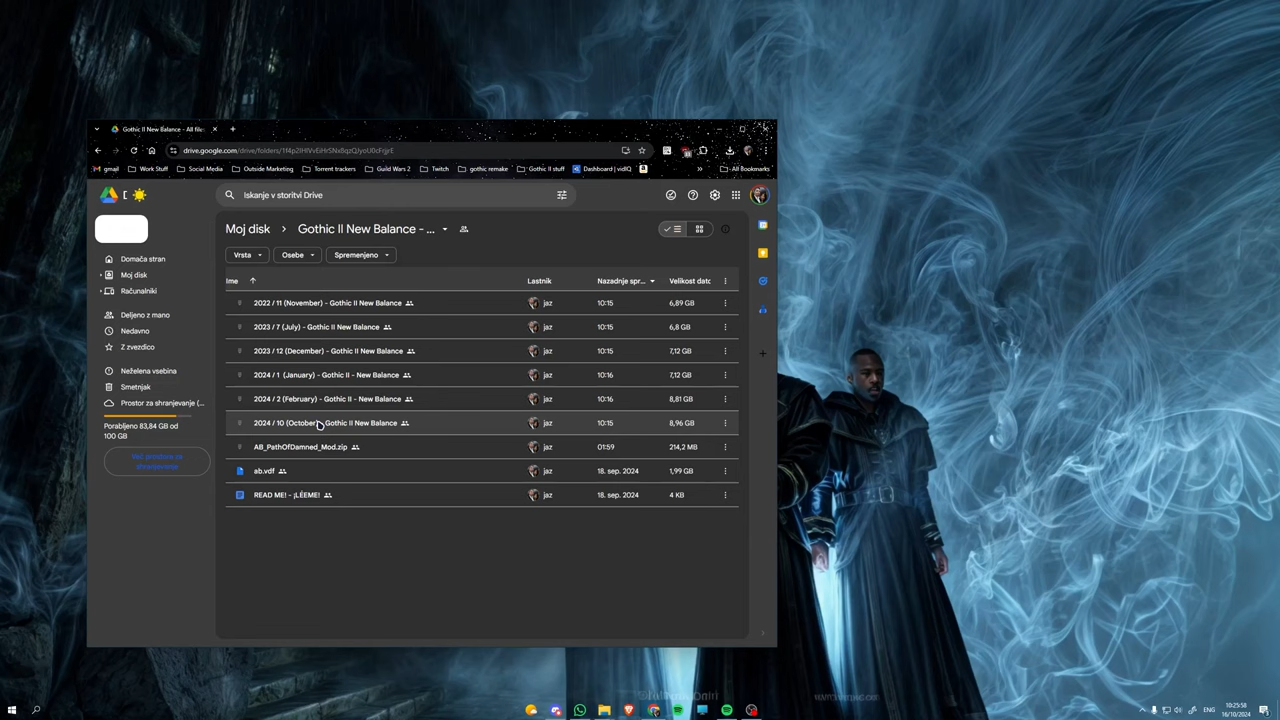 Gothic II New Balance - All file
drive.google.com/drive/folders/
gmail
Work Stuff
Social Media
Outside Marketing
Torrent trackers
Guild Wars 2
Twitch
gothic remake
Gothic II stuff
Dashboard | vidIQ
All Bookmarks
Iskanje v storitvi Drive
Moj disk
Gothic II New Balance - ...
Vrsta
Osebe
Spremenjeno
Domača stran
Moj disk
Računalniki
Deljeno z mano
Nedavno
Z zvezdico
Neželena vsebina
Smetnjak
Prostor za shranjevanje (...
Porabljeno 83,84 GB od
100 GB
Ime Lastnik Nazadnje spr... Velikost datc
2022 / 11 (November) - Gothic II New Balance jaz 10:15 6,89 GB
2023 / 7 (July) - Gothic II New Balance jaz 10:15 6,8 GB
2023 / 12 (December) - Gothic II New Balance jaz 10:15 7,12 GB
2024 / 1 (January) - Gothic II - New Balance jaz 10:16 7,12 GB
2024 / 2 (February) - Gothic II - New Balance jaz 10:16 8,81 GB
2024 / 10 (October) Gothic II New Balance jaz 10:15 8,96 GB
AB_PathOfDamned_Mod.zip jaz 01:59 214,2 MB
ab.vdf jaz 18. sep. 2024 1,99 GB
READ ME! - ¡LÉEME! jaz 18. sep. 2024 4 KB
ENG
10:25:58
16/10/2024